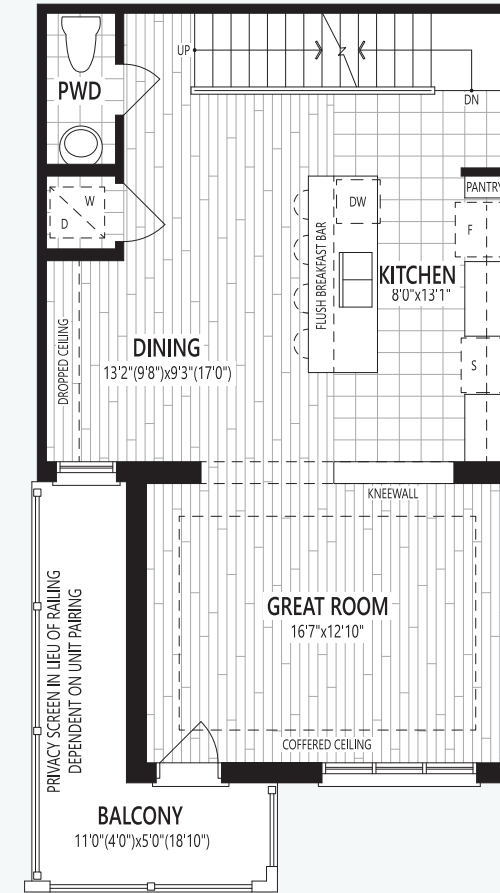 UP
DN
PWD
W
D
PANTRY
DW
F
FLUSH BREAKFAST BAR
KITCHEN
8'0"x13'1"
DROPPED CEILING
DINING
13'2"(9'8")x9'3"(17'0")
S
KNEEWALL
GREAT ROOM
16'7"x12'10"
COFFERED CEILING
PRIVACY SCREEN IN LIEU OF RAILING
DEPENDENT ON UNIT PAIRING
BALCONY
11'0"(4'0")x5'0"(18'10")